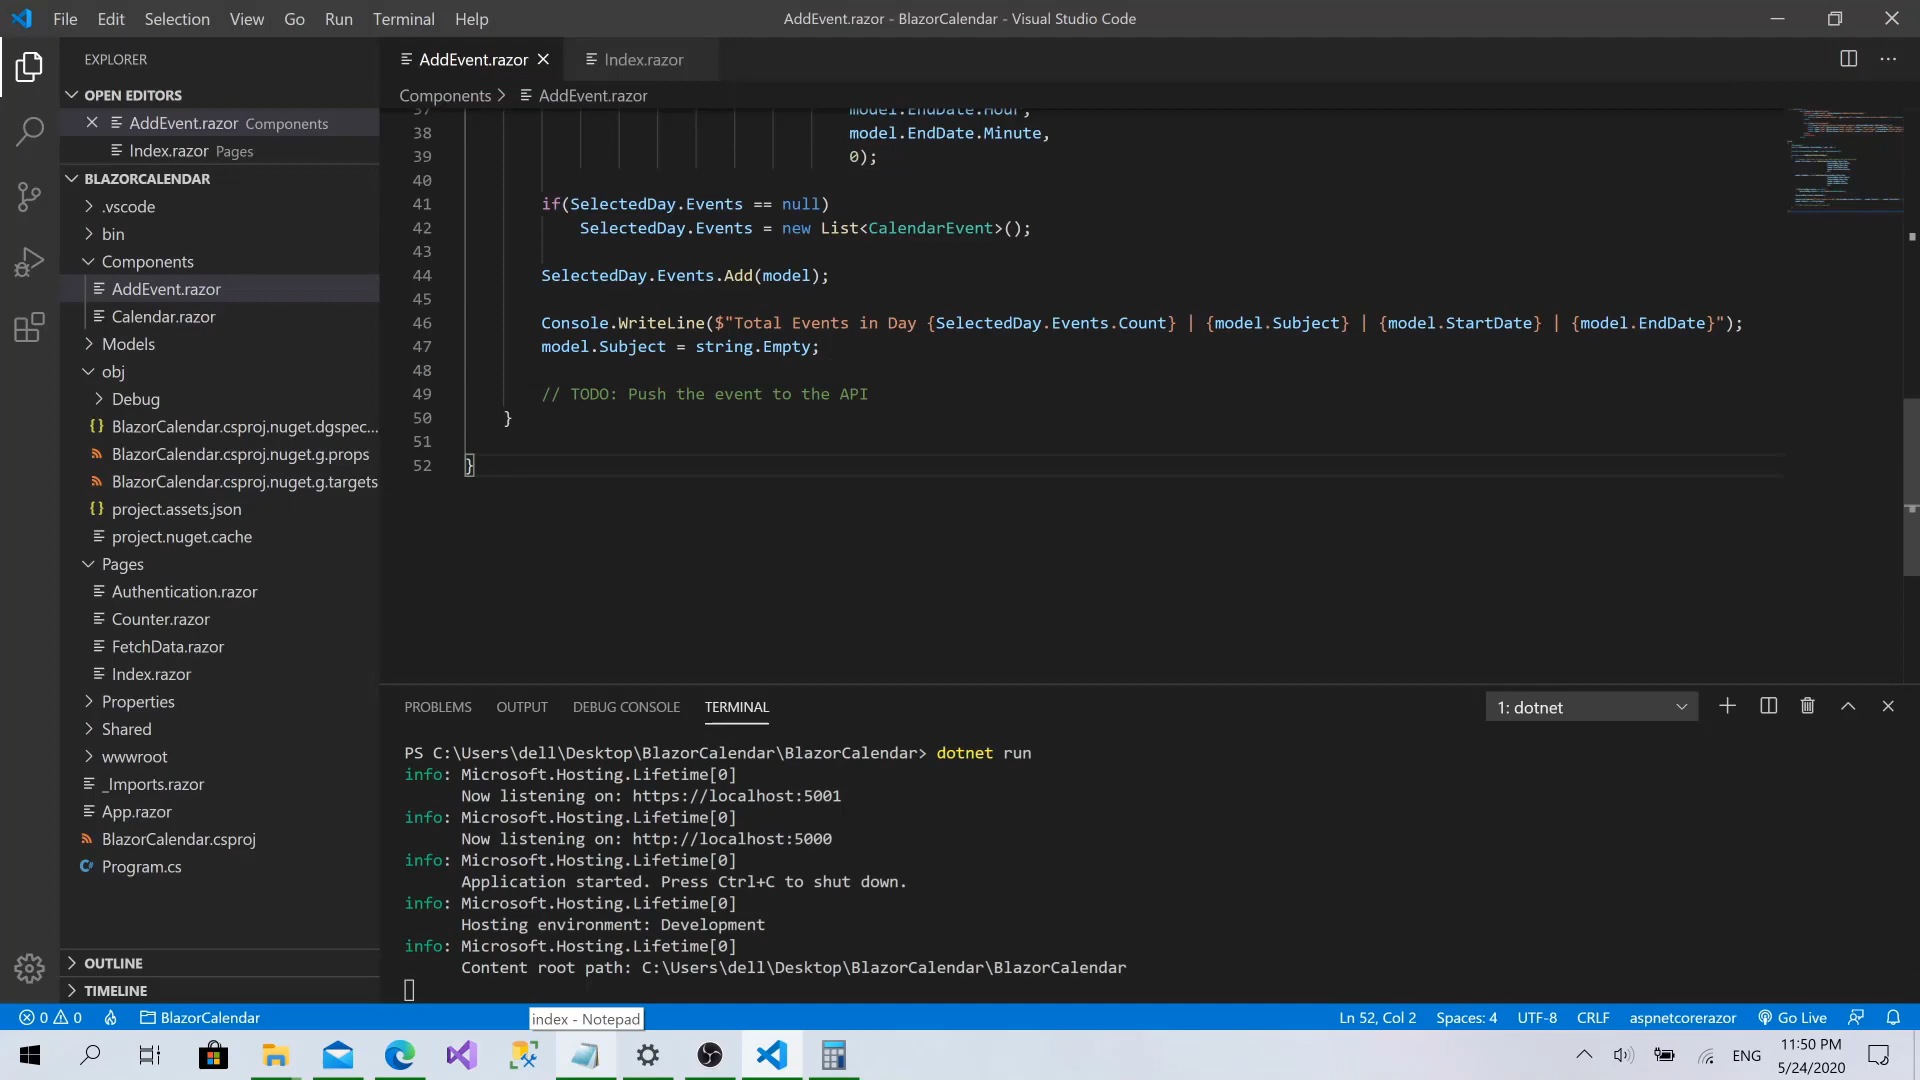 File Edit Selection View Go Run Terminal Help
AddEvent.razor - BlazorCalendar - Visual Studio Code
EXPLORER
OPEN EDITORS
AddEvent.razor Components
Index.razor Pages
BLAZORCALENDAR
.vscode
bin
Components
AddEvent.razor
Calendar.razor
Models
obj
Debug
BlazorCalendar.csproj.nuget.dgspec...
BlazorCalendar.csproj.nuget.g.props
BlazorCalendar.csproj.nuget.g.targets
project.assets.json
project.nuget.cache
Pages
Authentication.razor
Counter.razor
FetchData.razor
Index.razor
Properties
Shared
wwwroot
_Imports.razor
App.razor
BlazorCalendar.csproj
Program.cs
OUTLINE
TIMELINE
AddEvent.razor Index.razor
Components > AddEvent.razor
37 model.EndDate.Hour,
38 model.EndDate.Minute,
39 0);
40
41 if(SelectedDay.Events == null)
42 SelectedDay.Events = new List<CalendarEvent>();
43
44 SelectedDay.Events.Add(model);
45
46 Console.WriteLine($"Total Events in Day {SelectedDay.Events.Count} | {model.Subject} | {model.StartDate} | {model.EndDate}");
47 model.Subject = string.Empty;
48
49 // TODO: Push the event to the API
50 }
51
52 }
PROBLEMS OUTPUT DEBUG CONSOLE TERMINAL
1: dotnet
PS C:\Users\dell\Desktop\BlazorCalendar\BlazorCalendar> dotnet run
info: Microsoft.Hosting.Lifetime[0]
Now listening on: https://localhost:5001
info: Microsoft.Hosting.Lifetime[0]
Now listening on: http://localhost:5000
info: Microsoft.Hosting.Lifetime[0]
Application started. Press Ctrl+C to shut down.
info: Microsoft.Hosting.Lifetime[0]
Hosting environment: Development
info: Microsoft.Hosting.Lifetime[0]
Content root path: C:\Users\dell\Desktop\BlazorCalendar\BlazorCalendar
0 0 BlazorCalendar
index - Notepad
Ln 52, Col 2 Spaces: 4 UTF-8 CRLF aspnetcorerazor Go Live
ENG
11:50 PM
5/24/2020